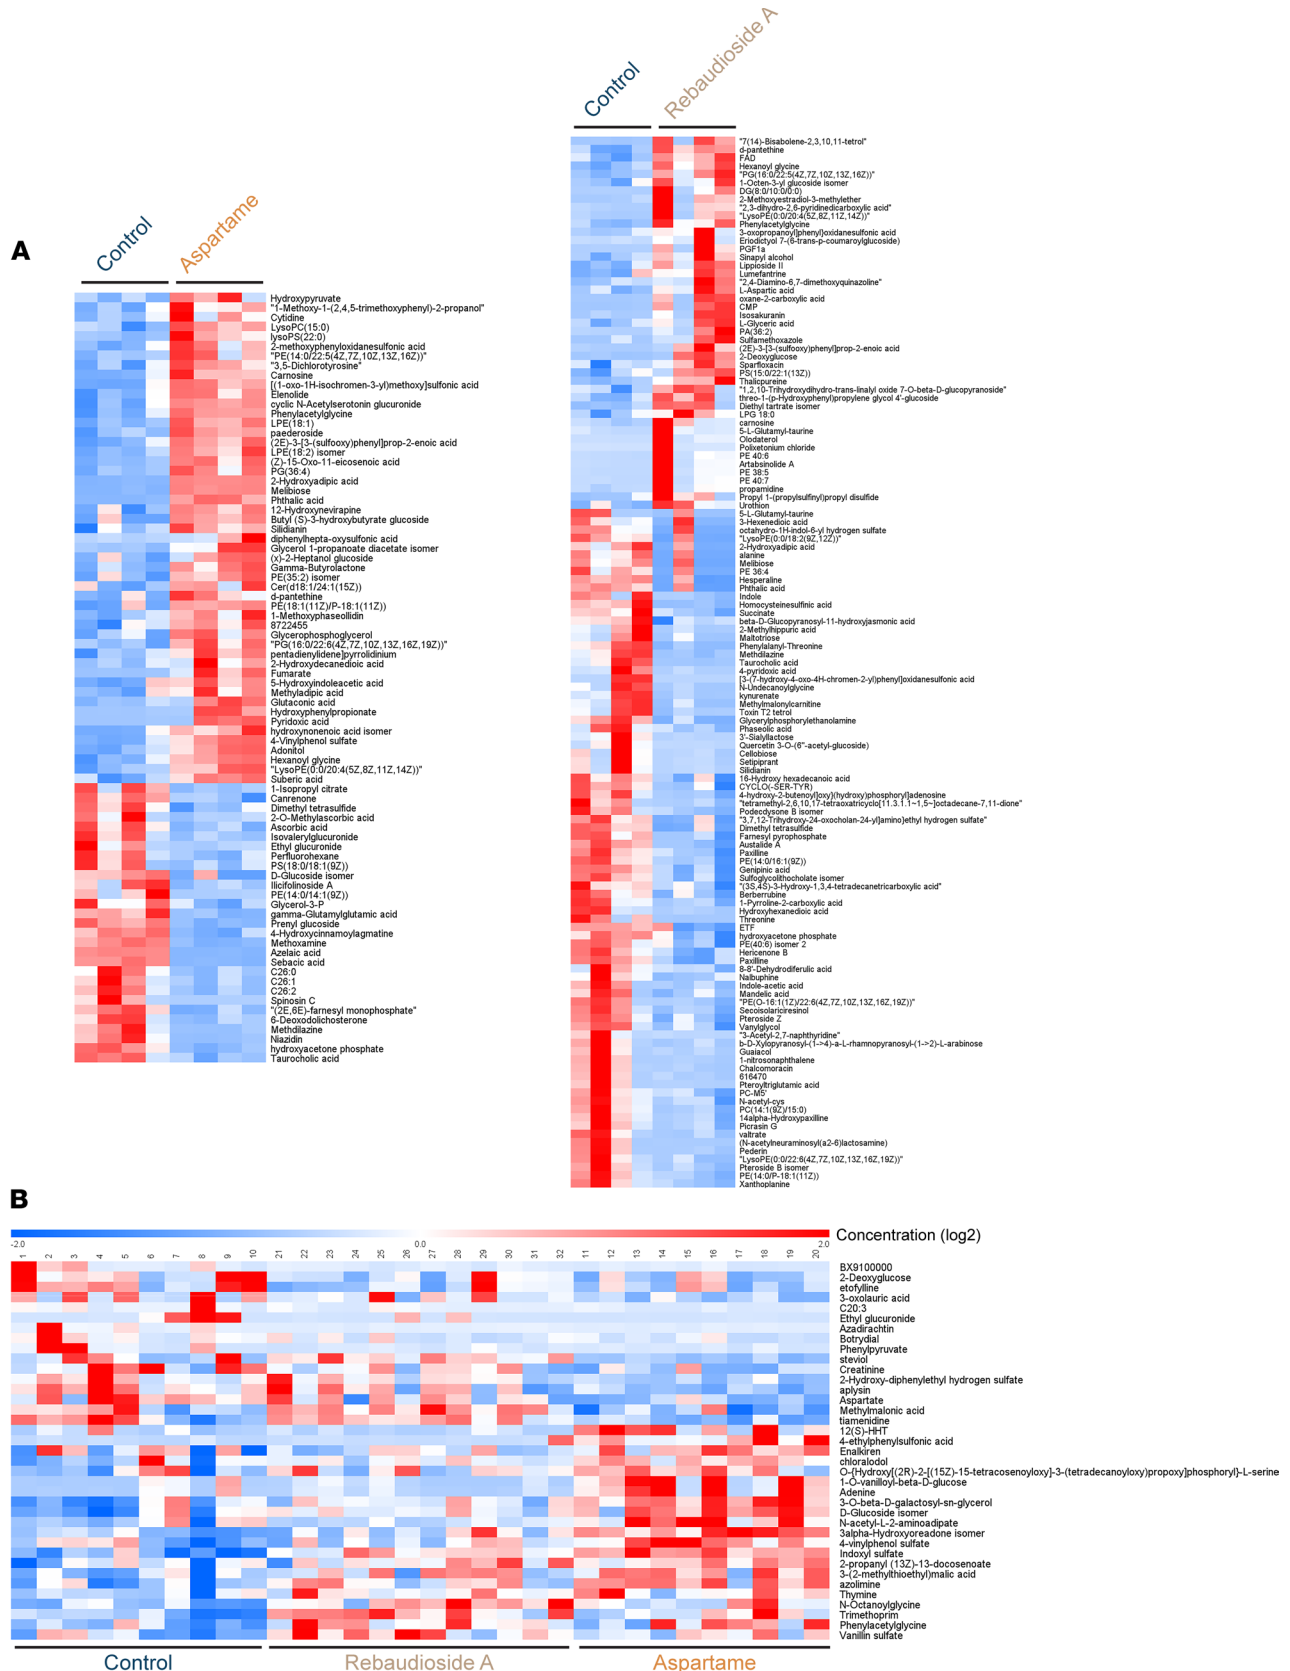 A
Control
Aspartame
Hydroxypyruvate
"1-Methoxy-1-(2,4,5-trimethoxyphenyl)-2-propanol"
Cytidine
LysoPC(15:0)
lysoPS(22:0)
2-methoxyphenyloxidanesulfonic acid
"PE(14:0/22:5(4Z,7Z,10Z,13Z,16Z))"
"3,5-Dichlorotyrosine"
Carnosine
[(1-oxo-1H-isochromen-3-yl)methoxy]sulfonic acid
Elenolide
cyclic N-Acetylserotonin glucuronide
Phenylacetylglycine
LPE(18:1)
paederoside
(2E)-3-[3-(sulfooxy)phenyl]prop-2-enoic acid
LPE(18:2) isomer
(Z)-15-Oxo-11-eicosenoic acid
PG(36:4)
2-Hydroxyadipic acid
Melibiose
Phthalic acid
12-Hydroxynevirapine
Butyl (S)-3-hydroxybutyrate glucoside
Silidianin
diphenylhepta-oxysulfonic acid
Glycerol 1-propanoate diacetate isomer
(x)-2-Heptanol glucoside
Gamma-Butyrolactone
PE(35:2) isomer
Cer(d18:1/24:1(15Z))
d-pantethine
PE(18:1(11Z)/P-18:1(11Z))
1-Methoxyphaseollidin
8722455
Glycerophosphoglycerol
"PG(16:0/22:6(4Z,7Z,10Z,13Z,16Z,19Z))"
pentadienylidene]pyrrolidinium
2-Hydroxydecanedioic acid
Fumarate
5-Hydroxyindoleacetic acid
Methyladipic acid
Glutaconic acid
Hydroxyphenylpropionate
Pyridoxic acid
hydroxynonenoic acid isomer
4-Vinylphenol sulfate
Adonitol
Hexanoyl glycine
"LysoPE(0:0/20:4(5Z,8Z,11Z,14Z))"
Suberic acid
1-Isopropyl citrate
Canrenone
Dimethyl tetrasulfide
2-O-Methylascorbic acid
Ascorbic acid
Isovalerylglucuronide
Ethyl glucuronide
Perfluorohexane
PS(18:0/18:1(9Z))
D-Glucoside isomer
Ilicifolinoside A
PE(14:0/14:1(9Z))
Glycerol-3-P
gamma-Glutamylglutamic acid
Prenyl glucoside
4-Hydroxycinnamoylagmatine
Methoxamine
Azelaic acid
Sebacic acid
C26:0
C26:1
C26:2
Spinosin C
"(2E,6E)-farnesyl monophosphate"
6-Deoxodolichosterone
Methdilazine
Niazidin
hydroxyacetone phosphate
Taurocholic acid
Control
Rebaudioside A
"7(14)-Bisabolene-2,3,10,11-tetrol"
d-pantethine
FAD
Hexanoyl glycine
"PG(16:0/22:5(4Z,7Z,10Z,13Z,16Z))"
1-Octen-3-yl glucoside isomer
DG(8:0/10:0/0:0)
2-Methoxyestradiol-3-methylether
"2,3-dihydro-2,6-pyridinedicarboxylic acid"
"LysoPE(0:0/20:4(5Z,8Z,11Z,14Z))"
Phenylacetylglycine
3-oxopropanoyl]phenyl}oxidanesulfonic acid
Eriodictyol 7-(6-trans-p-coumaroylglucoside)
PGF1a
Sinapyl alcohol
Lippioside II
Lumefantrine
"2,4-Diamino-6,7-dimethoxyquinazoline"
L-Aspartic acid
oxane-2-carboxylic acid
CMP
Isosakuranin
L-Glyceric acid
PA(36:2)
Sulfamethoxazole
(2E)-3-[3-(sulfooxy)phenyl]prop-2-enoic acid
2-Deoxyglucose
Sparfloxacin
PS(15:0/22:1(13Z))
Thalicpureine
"1,2,10-Trihydroxydihydro-trans-linalyl oxide 7-O-beta-D-glucopyranoside"
threo-1-(p-Hydroxyphenyl)propylene glycol 4'-glucoside
Diethyl tartrate isomer
LPG 18:0
carnosine
5-L-Glutamyl-taurine
Olodaterol
Polixetonium chloride
PE 40:6
Artabsinolide A
PE 38:5
PE 40:7
propamidine
Propyl 1-(propylsulfinyl)propyl disulfide
Urothion
5-L-Glutamyl-taurine
3-Hexenedioic acid
octahydro-1H-indol-6-yl hydrogen sulfate
"LysoPE(0:0/18:2(9Z,12Z))"
2-Hydroxyadipic acid
alanine
Melibiose
PE 36:4
Hesperaline
Phthalic acid
Indole
Homocysteinesulfinic acid
Succinate
beta-D-Glucopyranosyl-11-hydroxyjasmonic acid
2-Methylhippuric acid
Maltotriose
Phenylalanyl-Threonine
Methdilazine
Taurocholic acid
4-pyridoxic acid
[3-(7-hydroxy-4-oxo-4H-chromen-2-yl)phenyl]oxidanesulfonic acid
N-Undecanoylglycine
kynurenate
Methylmalonylcarnitine
Toxin T2 tetrol
Glycerylphosphorylethanolamine
Phaseolic acid
3'-Sialyllactose
Quercetin 3-O-(6''-acetyl-glucoside)
Cellobiose
Setipiprant
Silidianin
16-Hydroxy hexadecanoic acid
CYCLO(-SER-TYR)
4-hydroxy-2-butenoyl]oxy}(hydroxy)phosphoryl]adenosine
"tetramethyl-2,6,10,17-tetraoxatricyclo[11.3.1.1~1,5~]octadecane-7,11-dione"
Podecdysone B isomer
"3,7,12-Trihydroxy-24-oxocholan-24-yl]amino}ethyl hydrogen sulfate"
Dimethyl tetrasulfide
Farnesyl pyrophosphate
Austalide A
Paxilline
PE(14:0/16:1(9Z))
Genipinic acid
Sulfoglycolithocholate isomer
"(3S,4S)-3-Hydroxy-1,3,4-tetradecanetricarboxylic acid"
Berberrubine
1-Pyrroline-2-carboxylic acid
Hydroxyhexanedioic acid
Threonine
ETF
hydroxyacetone phosphate
PE(40:6) isomer 2
Hericenone B
Paxilline
8-8'-Dehydrodiferulic acid
Nalbuphine
Indole-acetic acid
Mandelic acid
"PE(O-16:1(1Z)/22:6(4Z,7Z,10Z,13Z,16Z,19Z))"
Secoisolariciresinol
Pteroside Z
Vanylglycol
"3-Acetyl-2,7-naphthyridine"
b-D-Xylopyranosyl-(1->4)-a-L-rhamnopyranosyl-(1->2)-L-arabinose
Guaiacol
1-nitrosonaphthalene
Chalcomoracin
616470
Pteroyltriglutamic acid
PC-M5'
N-acetyl-cys
PC(14:1(9Z)/15:0)
14alpha-Hydroxypaxilline
Picrasin G
valtrate
(N-acetylneuraminosyl(a2-6)lactosamine)
Pederin
"LysoPE(0:0/22:6(4Z,7Z,10Z,13Z,16Z,19Z))"
Pteroside B isomer
PE(14:0/P-18:1(11Z))
Xanthoplanine
B
Concentration (log2)
-2.0 0.0 2.0
1 2 3 4 5 6 7 8 9 10 21 22 23 24 25 26 27 28 29 30 31 32 11 12 13 14 15 16 17 18 19 20
BX9100000
2-Deoxyglucose
etofylline
3-oxolauric acid
C20:3
Ethyl glucuronide
Azadirachtin
Botrydial
Phenylpyruvate
steviol
Creatinine
2-Hydroxy-diphenylethyl hydrogen sulfate
aplysin
Aspartate
Methylmalonic acid
tiamenidine
12(S)-HHT
4-ethylphenylsulfonic acid
Enalkiren
chloralodol
O-{Hydroxy[(2R)-2-[(15Z)-15-tetracosenoyloxy]-3-(tetradecanoyloxy)propoxy]phosphoryl}-L-serine
1-O-vanilloyl-beta-D-glucose
Adenine
3-O-beta-D-galactosyl-sn-glycerol
D-Glucoside isomer
N-acetyl-L-2-aminoadipate
3alpha-Hydroxyoreadone isomer
4-vinylphenol sulfate
Indoxyl sulfate
2-propanyl (13Z)-13-docosenoate
3-(2-methylthioethyl)malic acid
azolimine
Thymine
N-Octanoylglycine
Trimethoprim
Phenylacetylglycine
Vanillin sulfate
Control
Rebaudioside A
Aspartame